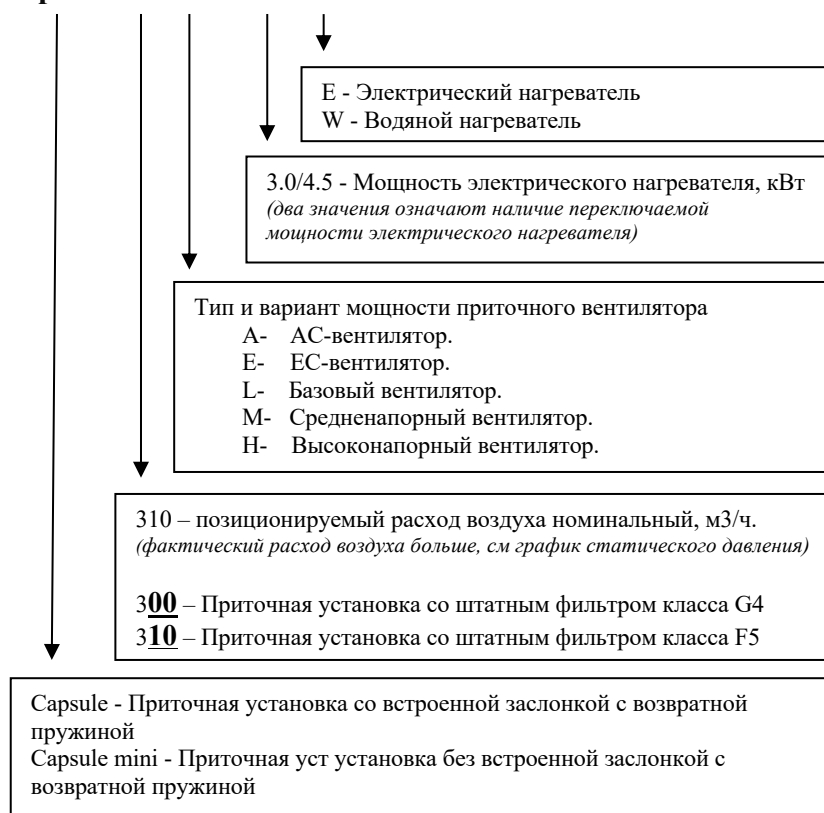 E - Электрический нагреватель
W - Водяной нагреватель
3.0/4.5 - Мощность электрического нагревателя, кВт
(два значения означают наличие переключаемой
мощности электрического нагревателя)
Тип и вариант мощности приточного вентилятора
A- AC-вентилятор.
E- EC-вентилятор.
L- Базовый вентилятор.
M- Средненапорный вентилятор.
H- Высоконапорный вентилятор.
310 – позиционируемый расход воздуха номинальный, м3/ч.
(фактический расход воздуха больше, см график статического давления)
300 – Приточная установка со штатным фильтром класса G4
310 – Приточная установка со штатным фильтром класса F5
Capsule - Приточная установка со встроенной заслонкой с возвратной
пружиной
Capsule mini - Приточная уст установка без встроенной заслонкой с
возвратной пружиной